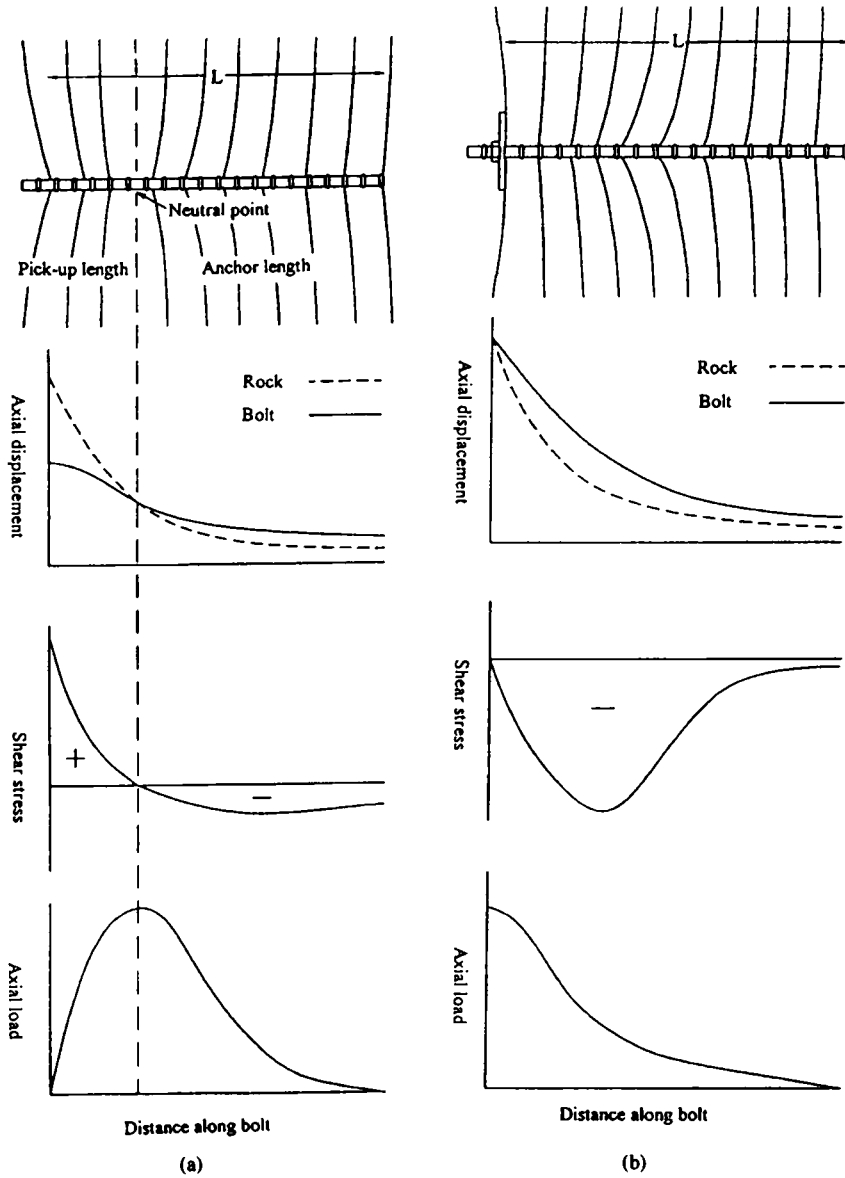 L
Neutral point
Pick-up length
Anchor length
Axial displacement
Rock
Bolt
Shear stress
+
−
Axial load
Distance along bolt
(a)
L
Axial displacement
Rock
Bolt
Shear stress
−
Axial load
Distance along bolt
(b)